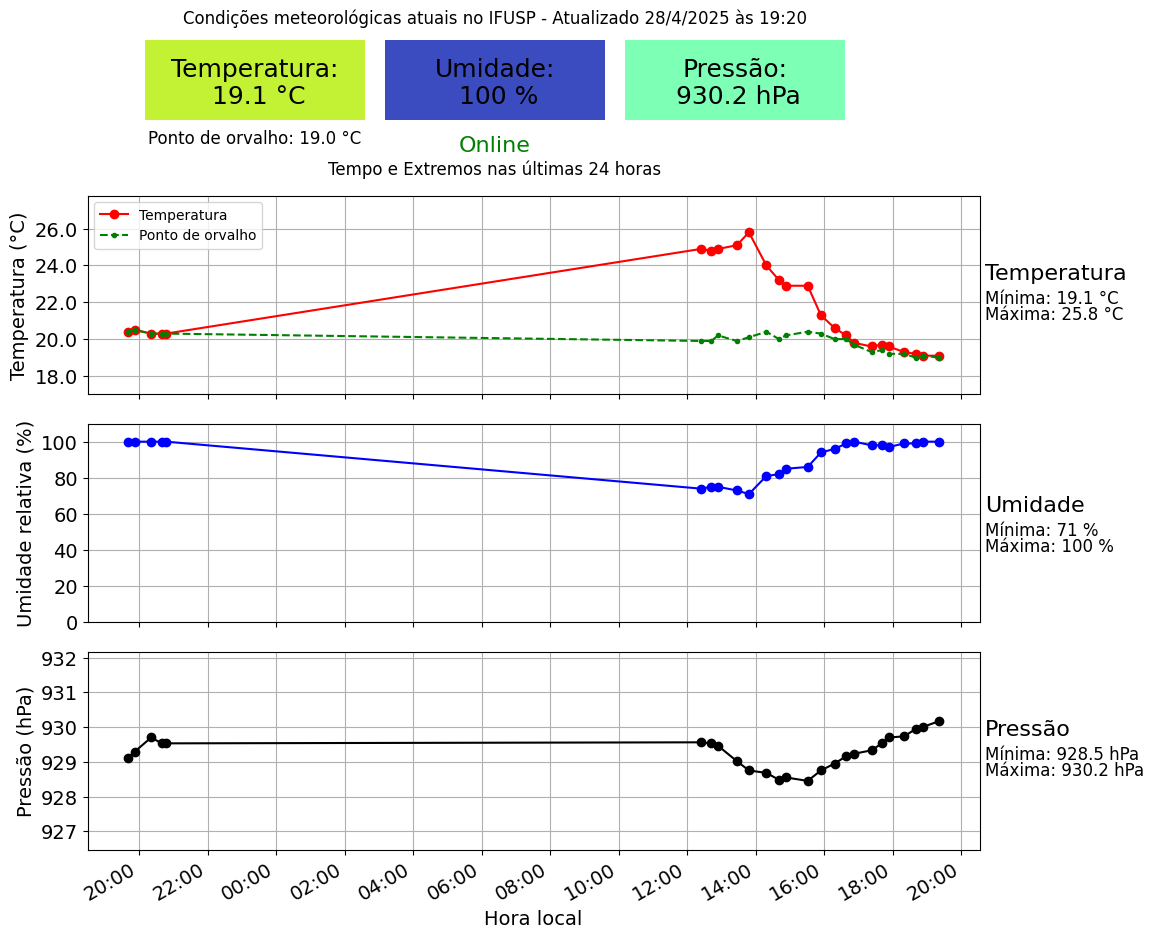 Condições meteorológicas atuais no IFUSP - Atualizado 28/4/2025 às 19:20
Temperatura:
19.1 °C
Umidade:
100 %
Pressão:
930.2 hPa
Ponto de orvalho: 19.0 °C
Online
Tempo e Extremos nas últimas 24 horas
Temperatura (°C)
26.0
24.0
22.0
20.0
18.0
Temperatura
Ponto de orvalho
Temperatura
Mínima: 19.1 °C
Máxima: 25.8 °C
Umidade relativa (%)
100
80
60
40
20
0
Umidade
Mínima: 71 %
Máxima: 100 %
Pressão (hPa)
932
931
930
929
928
927
Pressão
Mínima: 928.5 hPa
Máxima: 930.2 hPa
20:00
22:00
00:00
02:00
04:00
06:00
08:00
10:00
12:00
14:00
16:00
18:00
20:00
Hora local